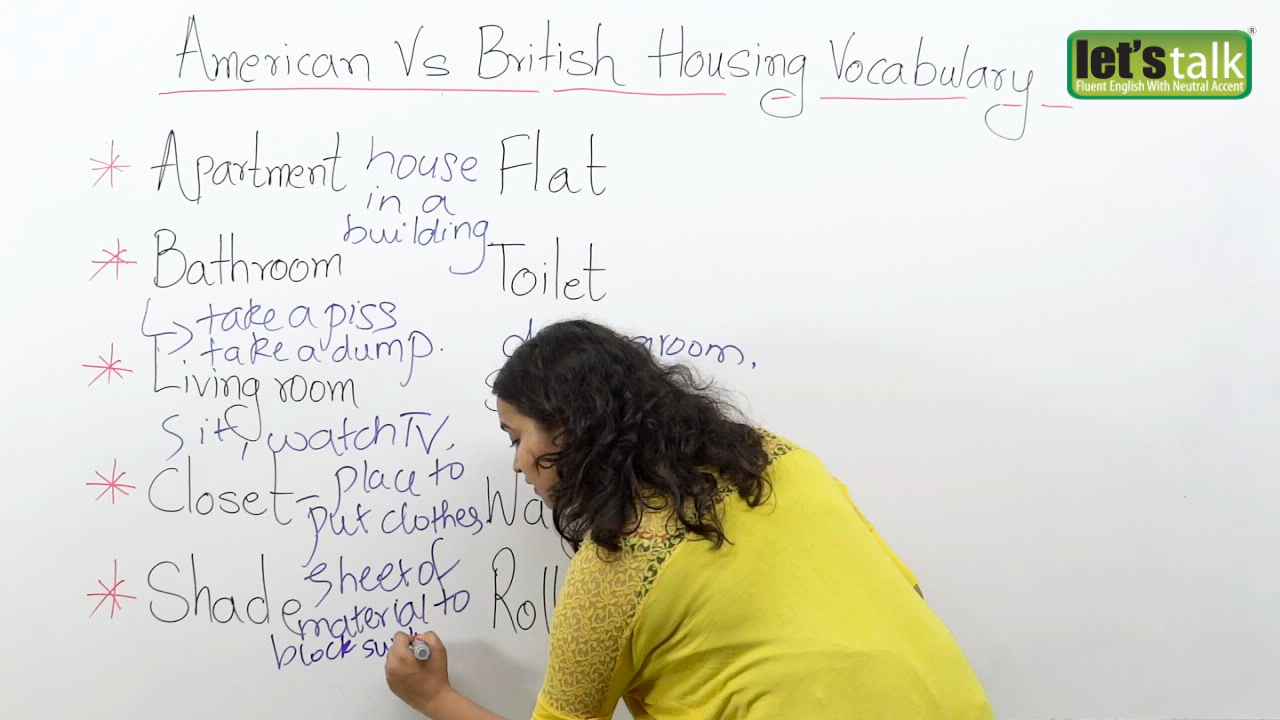 American Vs British Housing Vocabulary
let's talk
®
Fluent English With Neutral Accent
* Apartment house Flat
in a
building
* Bathroom Toilet
take a piss
take a dump.
room,
* Living room
Sit, watch TV.
* Closet - place to
put clothes
* Shade sheet of
material to
block